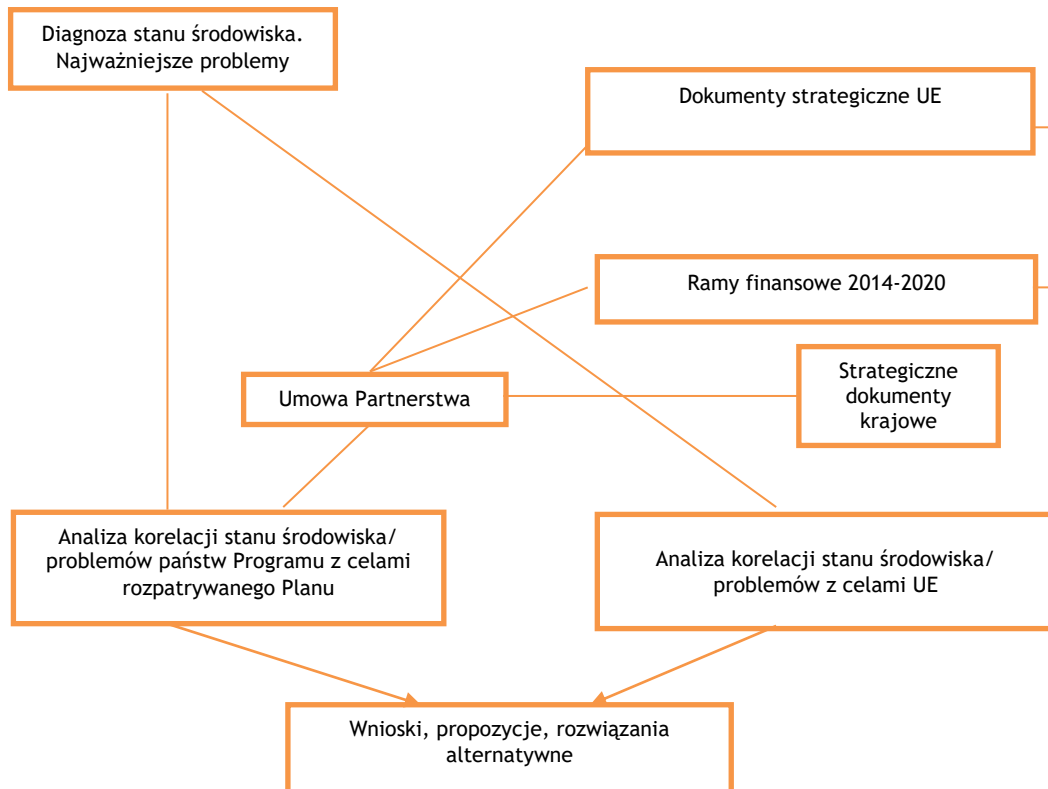 Diagnoza stanu środowiska.
Najważniejsze problemy
Dokumenty strategiczne UE
Ramy finansowe 2014-2020
Strategiczne
dokumenty
krajowe
Umowa Partnerstwa
Analiza korelacji stanu środowiska/
problemów państw Programu z celami
rozpatrywanego Planu
Analiza korelacji stanu środowiska/
problemów z celami UE
Wnioski, propozycje, rozwiązania
alternatywne